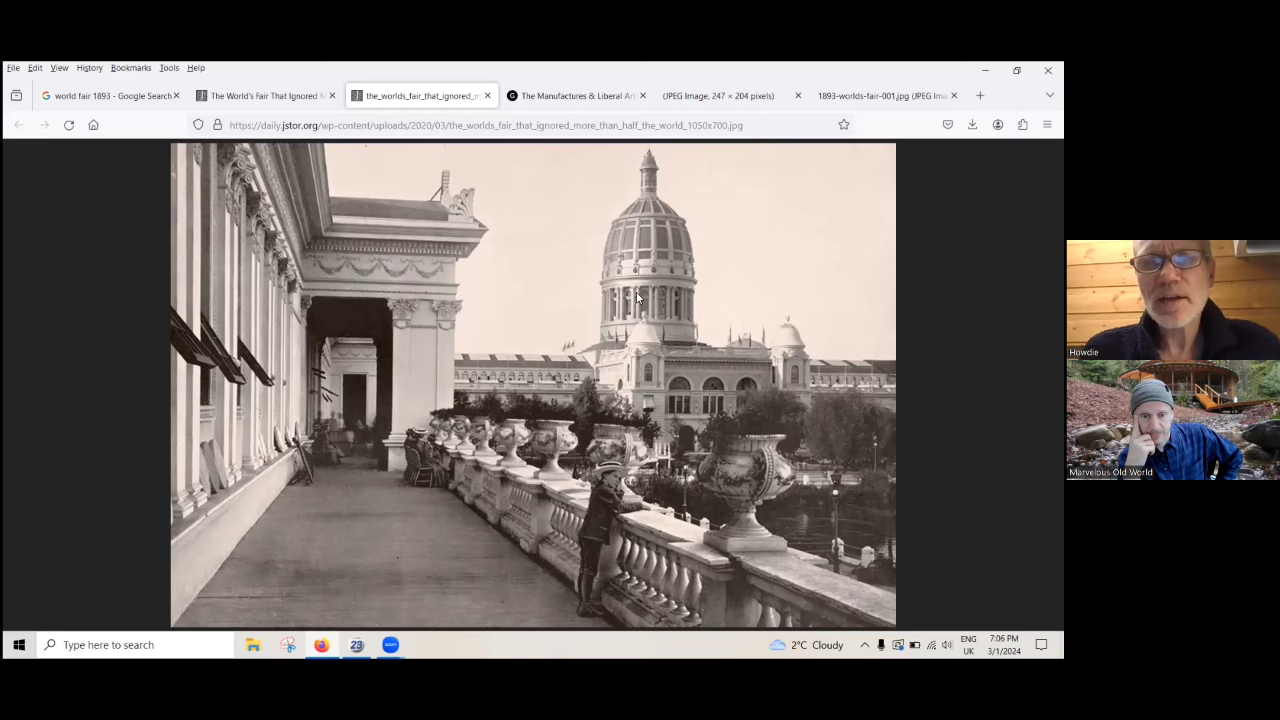 File Edit View History Bookmarks Tools Help
world fair 1893 - Google Search
The World's Fair That Ignored M
the_worlds_fair_that_ignored_m
The Manufactures & Liberal Art
(JPEG Image, 247 × 204 pixels)
1893-worlds-fair-001.jpg (JPEG Ima
https://daily.jstor.org/wp-content/uploads/2020/03/the_worlds_fair_that_ignored_more_than_half_the_world_1050x700.jpg
Howdie
Marvelous Old World
Type here to search
2°C Cloudy
ENG
UK
7:06 PM
3/1/2024